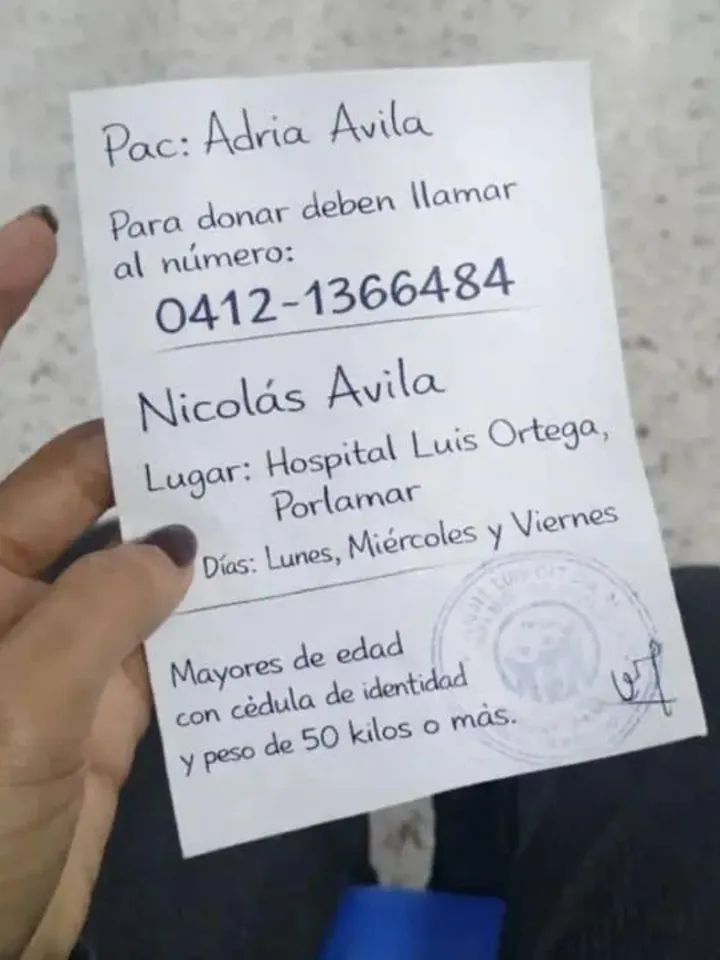 Pac: Adria Avila
Para donar deben llamar
al número:
0412-1366484
Nicolás Avila
Lugar: Hospital Luis Ortega,
Porlamar
Días: Lunes, Miércoles y Viernes
Mayores de edad
con cédula de identidad
y peso de 50 kilos o más.